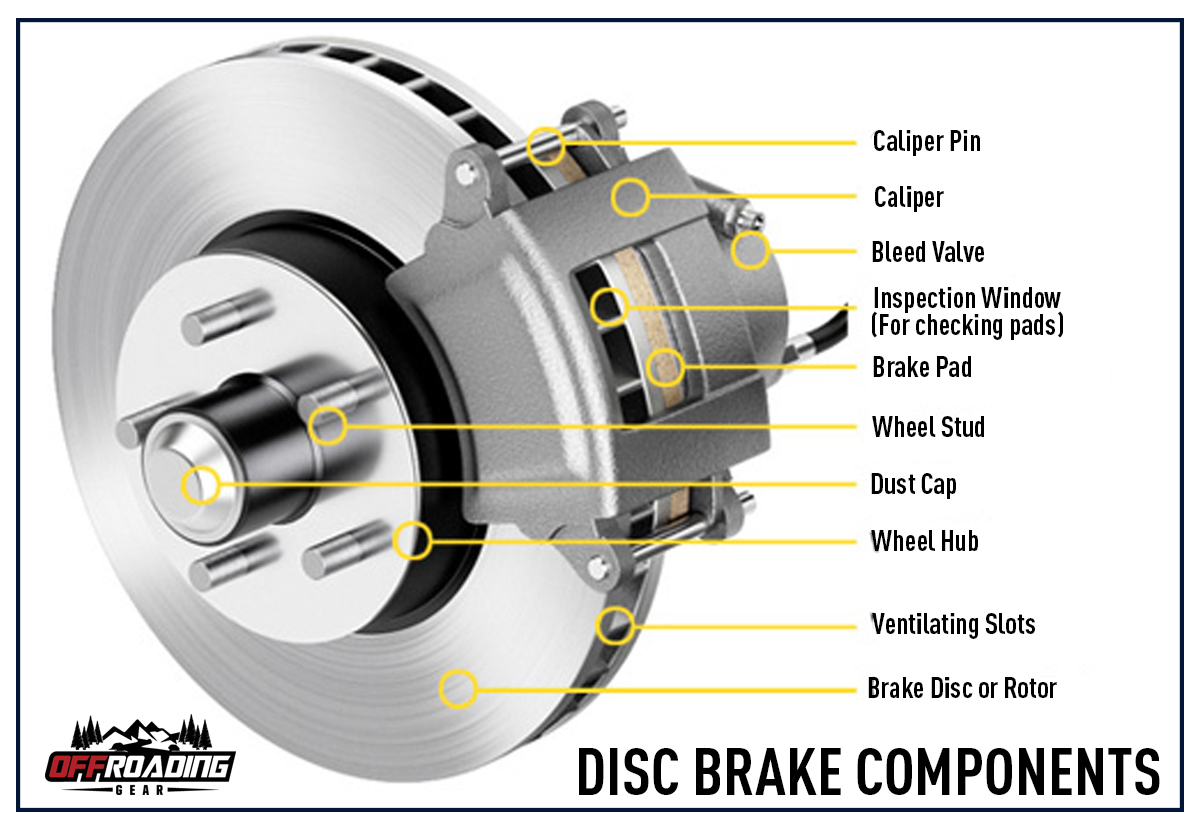 Caliper Pin
Caliper
Bleed Valve
Inspection Window
(For checking pads)
Brake Pad
Wheel Stud
Dust Cap
Wheel Hub
Ventilating Slots
Brake Disc or Rotor
OFFROADING
GEAR
DISC BRAKE COMPONENTS